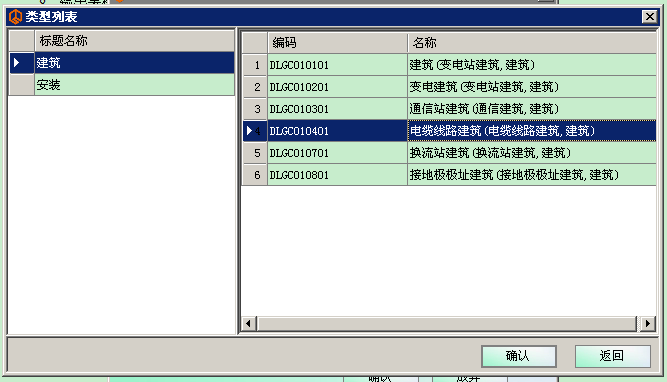 类型列表
标题名称
建筑
安装
编码 名称
1 DLGC010101 建筑(变电站建筑,建筑)
2 DLGC010201 变电建筑(变电站建筑,建筑)
3 DLGC010301 通信站建筑(通信建筑,建筑)
4 DLGC010401 电缆线路建筑(电缆线路建筑,建筑)
5 DLGC010701 换流站建筑(换流站建筑,建筑)
6 DLGC010801 接地极极址建筑(接地极极址建筑,建筑)
确认 返回